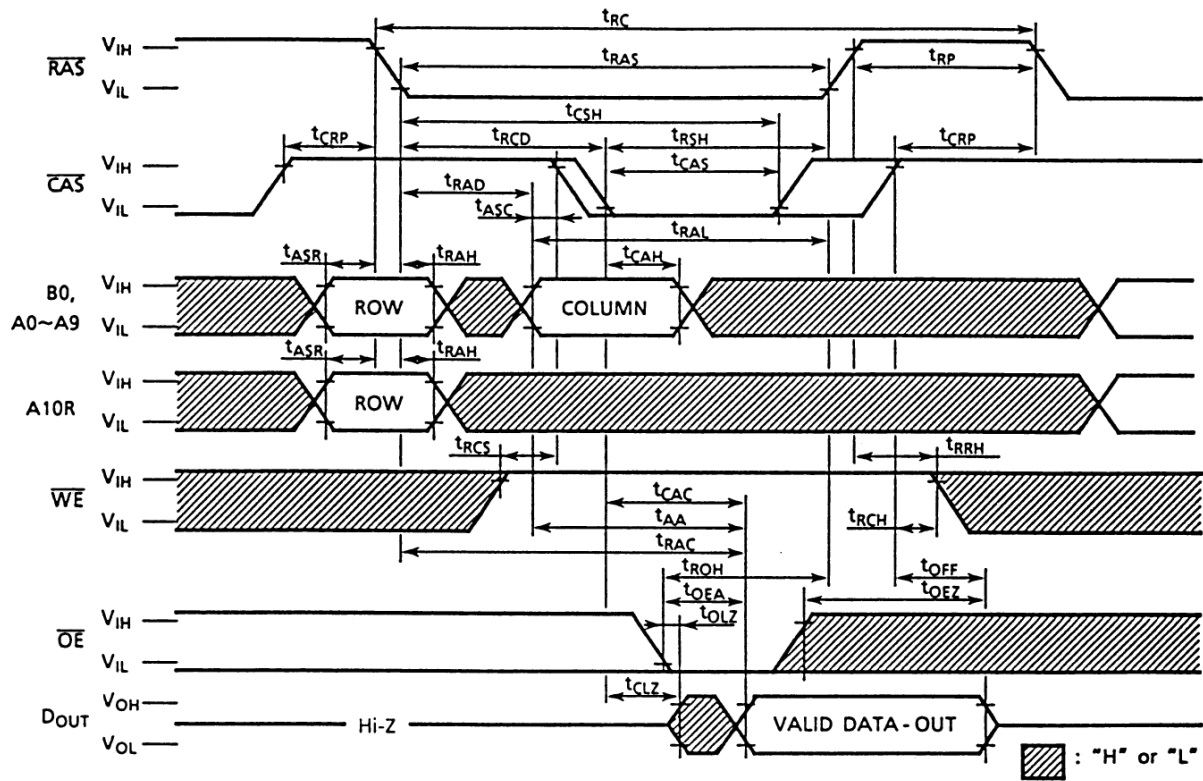 tRC
VIH
RAS
VIL
tRAS
tRP
tCSH
tCRP
tRCD
tRSH
tCRP
VIH
CAS
VIL
tCAS
tRAD
tASC
tRAL
tASR
tRAH
tCAH
B0,
A0~A9
VIH
VIL
ROW
COLUMN
tASR
tRAH
A10R
VIH
VIL
ROW
tRCS
tRRH
WE
VIH
VIL
tCAC
tAA
tRCH
tRAC
tROH
tOFF
tOEA
tOEZ
tOLZ
OE
VIH
VIL
tCLZ
DOUT
VOH
VOL
Hi-Z
VALID DATA-OUT
: "H" or "L"